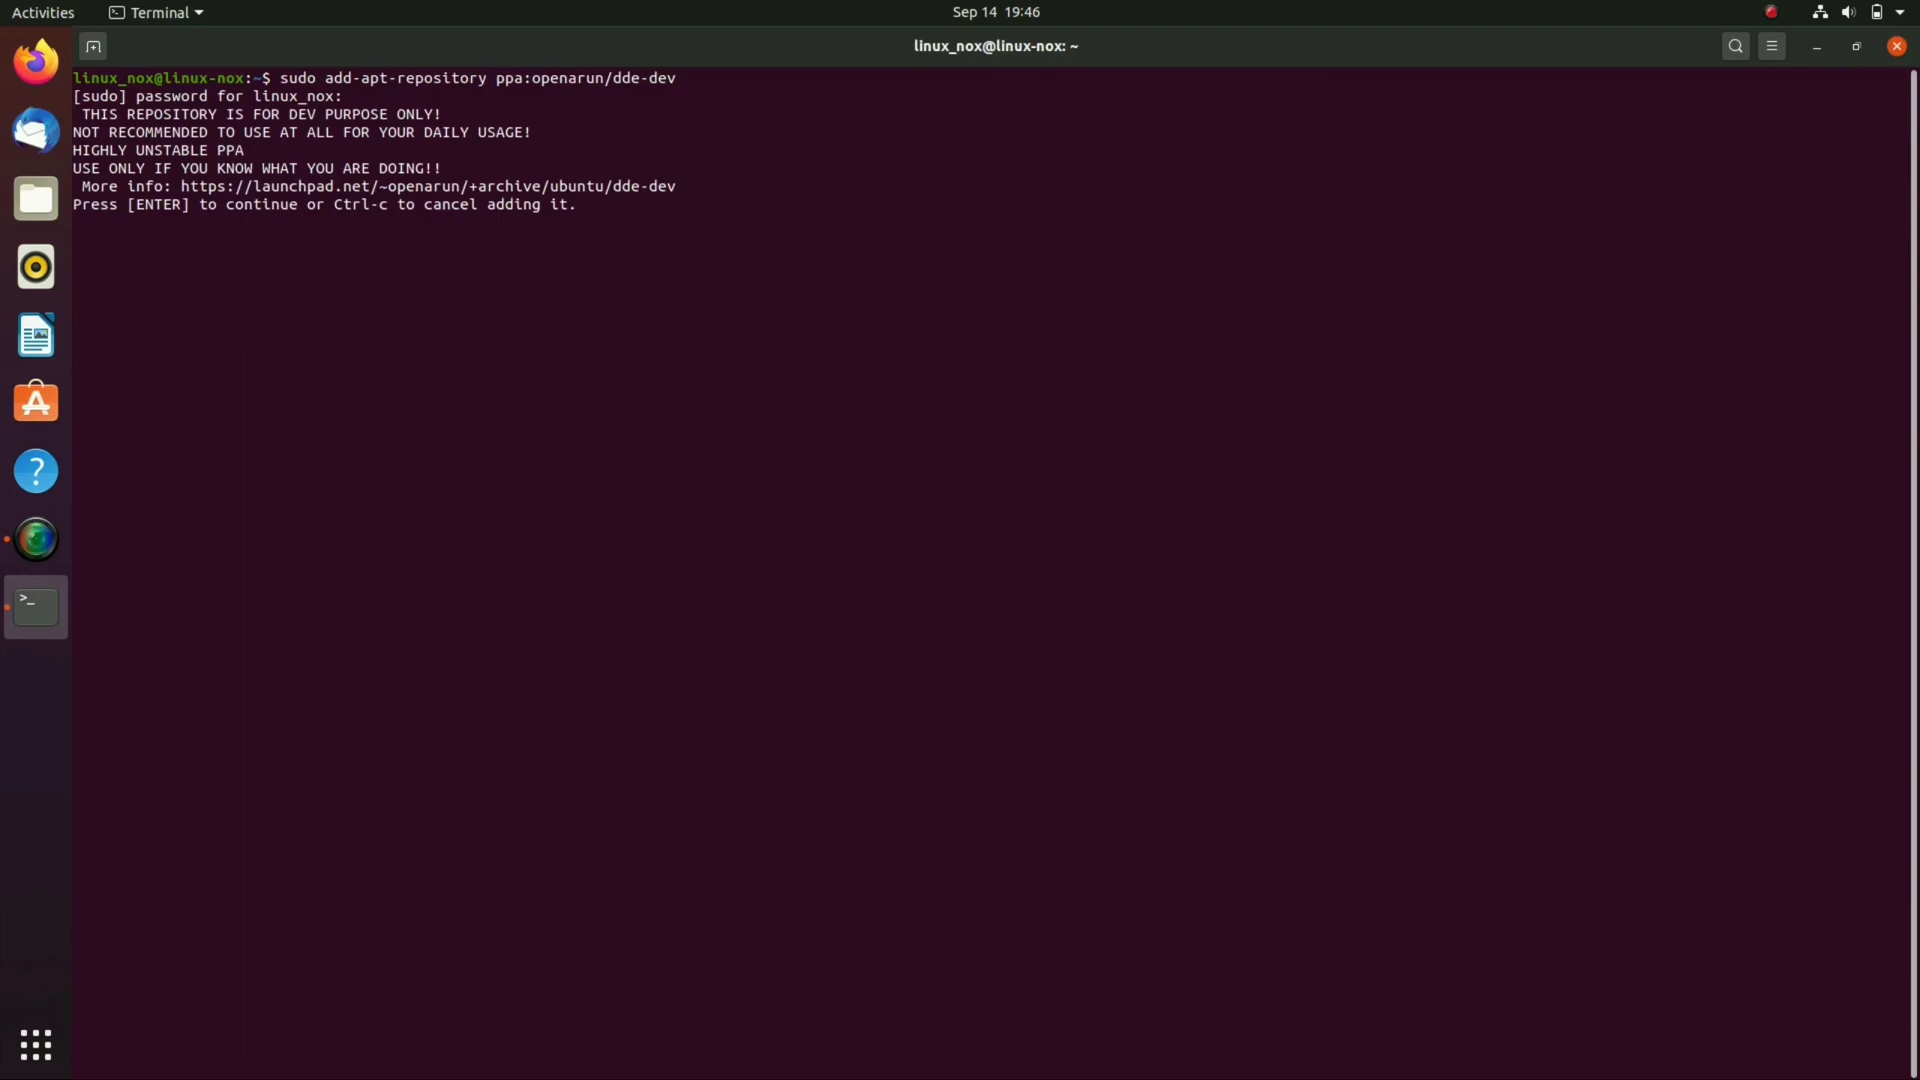 Activities
Terminal
Sep 14 19:46
linux_nox@linux-nox: ~
linux_nox@linux-nox:~$ sudo add-apt-repository ppa:openarun/dde-dev
[sudo] password for linux_nox:
THIS REPOSITORY IS FOR DEV PURPOSE ONLY!
NOT RECOMMENDED TO USE AT ALL FOR YOUR DAILY USAGE!
HIGHLY UNSTABLE PPA
USE ONLY IF YOU KNOW WHAT YOU ARE DOING!!
More info: https://launchpad.net/~openarun/+archive/ubuntu/dde-dev
Press [ENTER] to continue or Ctrl-c to cancel adding it.